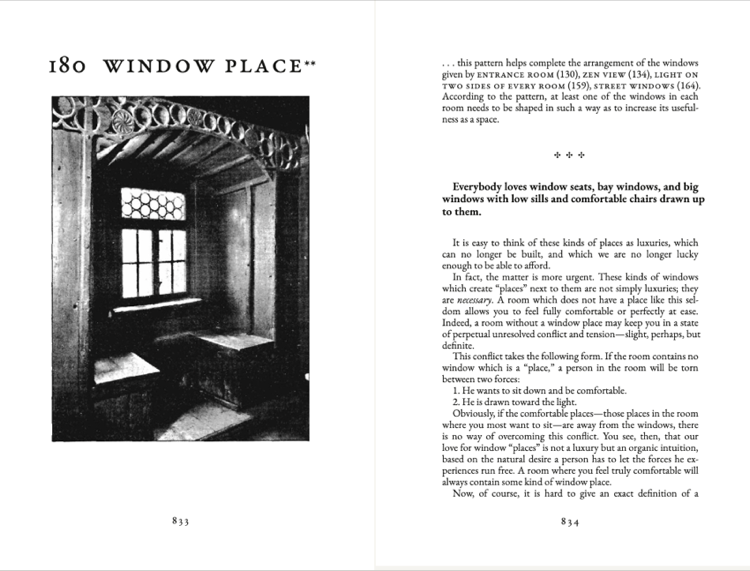 180 WINDOW PLACE**
833
. . . this pattern helps complete the arrangement of the windows
given by ENTRANCE ROOM (130), ZEN VIEW (134), LIGHT ON
TWO SIDES OF EVERY ROOM (159), STREET WINDOWS (164).
According to the pattern, at least one of the windows in each
room needs to be shaped in such a way as to increase its useful-
ness as a space.
✣ ✣ ✣
Everybody loves window seats, bay windows, and big
windows with low sills and comfortable chairs drawn up
to them.
It is easy to think of these kinds of places as luxuries, which
can no longer be built, and which we are no longer lucky
enough to be able to afford.
In fact, the matter is more urgent. These kinds of windows
which create “places” next to them are not simply luxuries; they
are necessary. A room which does not have a place like this sel-
dom allows you to feel fully comfortable or perfectly at ease.
Indeed, a room without a window place may keep you in a state
of perpetual unresolved conflict and tension—slight, perhaps, but
definite.
This conflict takes the following form. If the room contains no
window which is a “place,” a person in the room will be torn
between two forces:
1. He wants to sit down and be comfortable.
2. He is drawn toward the light.
Obviously, if the comfortable places—those places in the room
where you most want to sit—are away from the windows, there
is no way of overcoming this conflict. You see, then, that our
love for window “places” is not a luxury but an organic intuition,
based on the natural desire a person has to let the forces he ex-
periences run free. A room where you feel truly comfortable will
always contain some kind of window place.
Now, of course, it is hard to give an exact definition of a
834